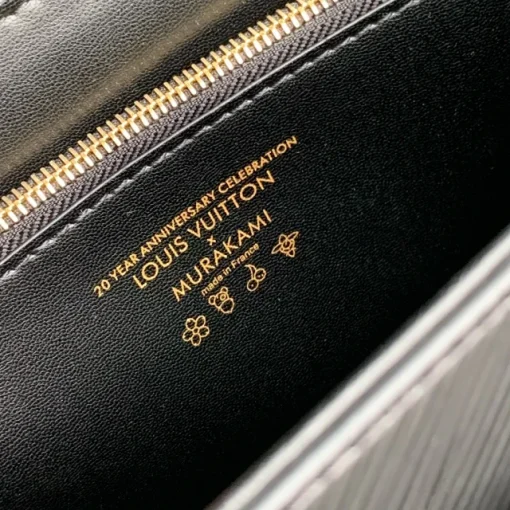 20 YEAR ANNIVERSARY CELEBRATION
LOUIS VUITTON
×
MURAKAMI
made in France